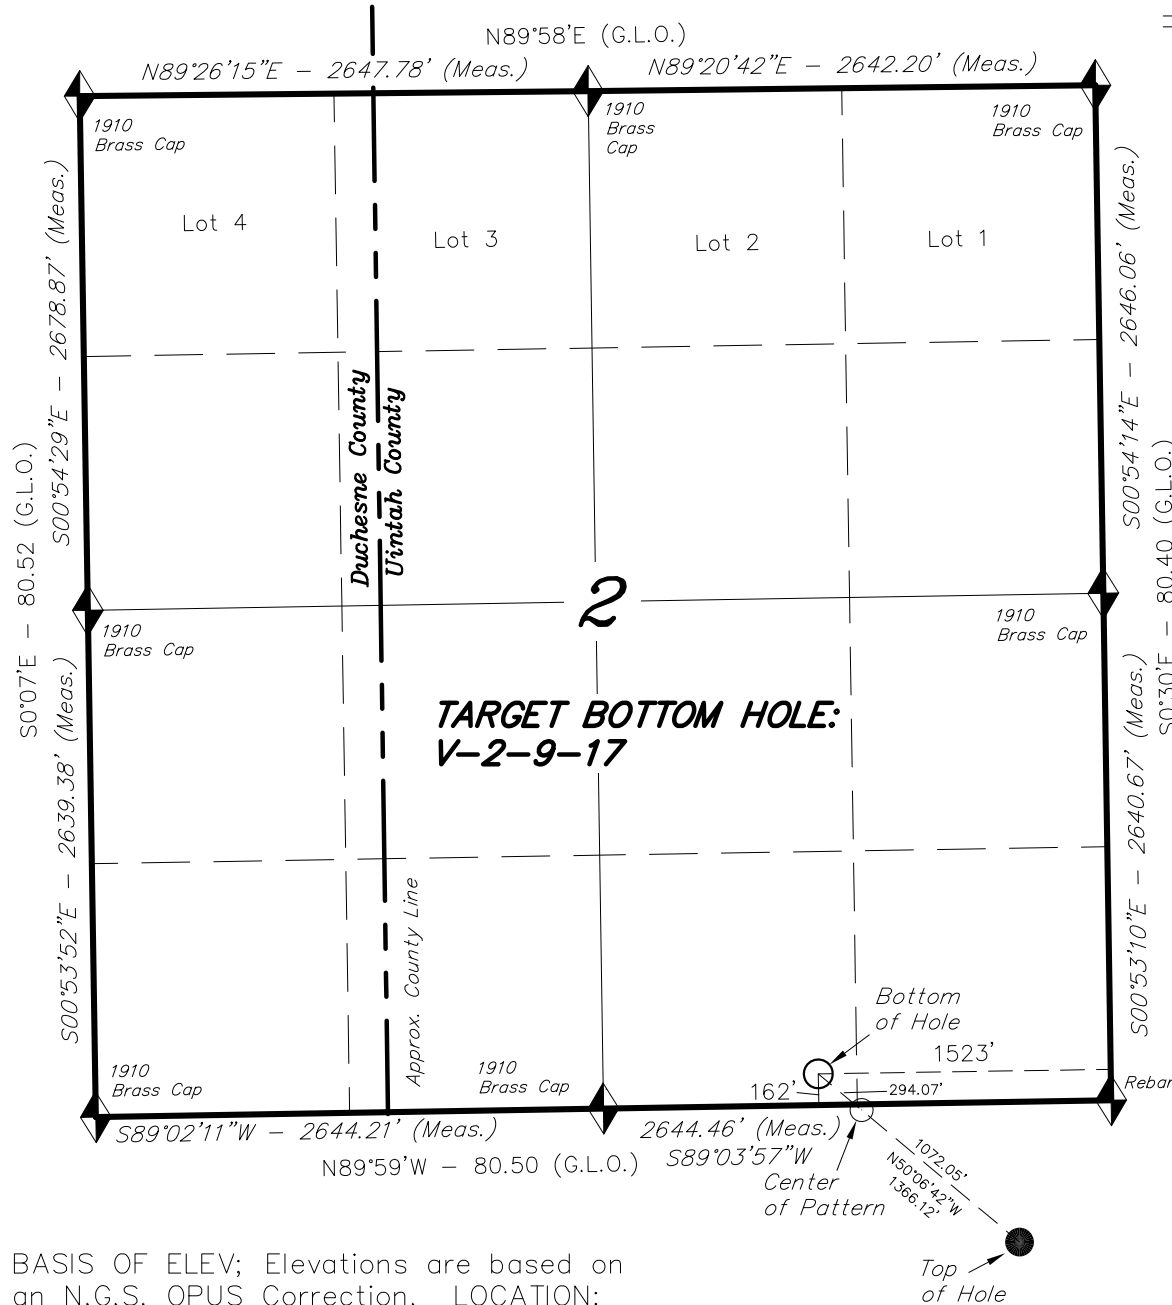 N89°58'E (G.L.O.)
N89°26'15"E – 2647.78' (Meas.)
N89°20'42"E – 2642.20' (Meas.)
1910
Brass Cap
1910
Brass
Cap
1910
Brass Cap
Lot 4
Lot 3
Lot 2
Lot 1
S00°54'29"E – 2678.87' (Meas.)
S0°07'E – 80.52 (G.L.O.)
S00°53'52"E – 2639.38' (Meas.)
S00°54'14"E – 2646.06' (Meas.)
S0°30'E – 80.40 (G.L.O.)
S00°53'10"E – 2640.67' (Meas.)
Duchesne County
Uintah County
2
1910
Brass Cap
1910
Brass Cap
TARGET BOTTOM HOLE:
V–2–9–17
Approx. County Line
Bottom
of Hole
1523'
162'
294.07'
1910
Brass Cap
1910
Brass Cap
Rebar
S89°02'11"W – 2644.21' (Meas.)
2644.46' (Meas.)
S89°03'57"W
N89°59'W – 80.50 (G.L.O.)
Center
of Pattern
1072.05'
N50°06'42"W
1366.12'
Top
of Hole
BASIS OF ELEV; Elevations are based on
an N.G.S. OPUS Correction. LOCATION: